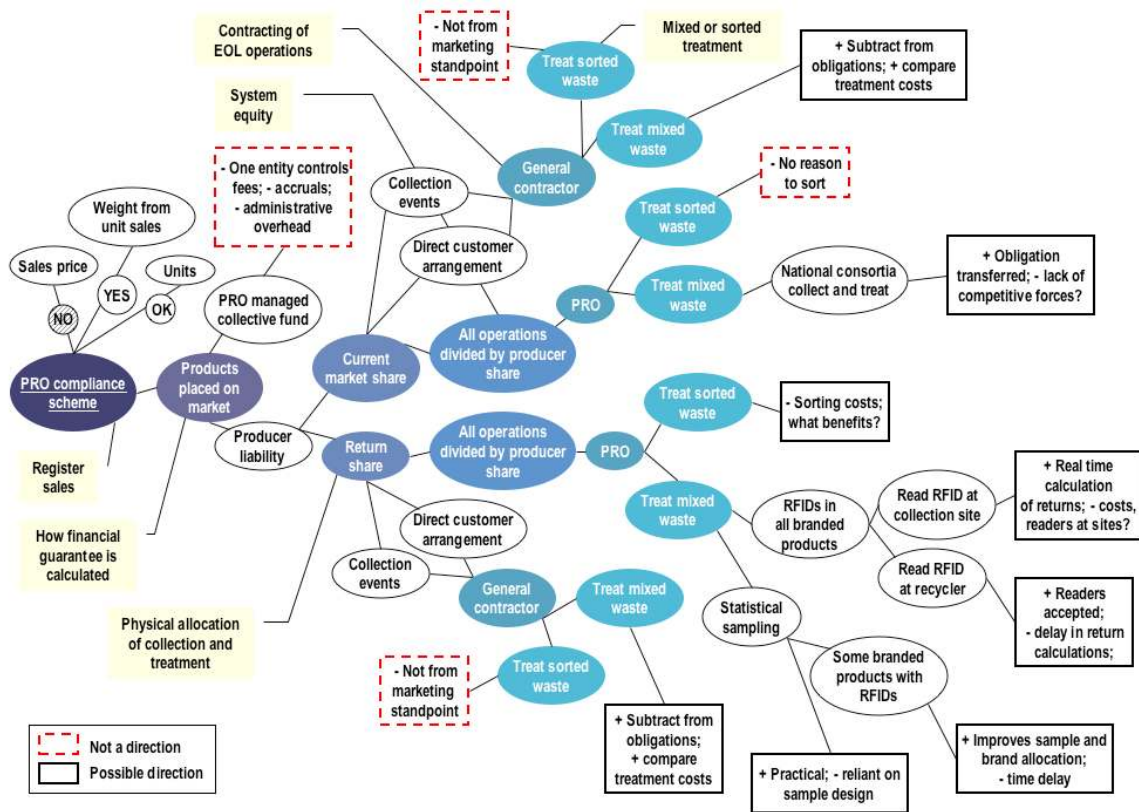 Contracting of
EOL operations
- Not from
marketing
standpoint
Mixed or sorted
treatment
+ Subtract from
obligations; + compare
treatment costs
Treat sorted
waste
System
equity
Treat mixed
waste
- One entity controls
fees; - accruals;
- administrative
overhead
General
contractor
- No reason
to sort
Collection
events
Weight from
unit sales
Treat sorted
waste
Direct customer
arrangement
Sales price
Units
YES
NO
OK
PRO managed
collective fund
PRO
Treat mixed
waste
National consortia
collect and treat
+ Obligation
transferred; - lack of
competitive forces?
All operations
divided by producer
share
Current
market share
PRO compliance
scheme
Products
placed on
market
Treat sorted
waste
- Sorting costs;
what benefits?
Producer
liability
Return
share
All operations
divided by producer
share
PRO
Register
sales
Treat mixed
waste
RFIDs in
all branded
products
Read RFID at
collection site
+ Real time
calculation
of returns; - costs,
readers at sites?
Direct customer
arrangement
How financial
guarantee is
calculated
Collection
events
Read RFID
at recycler
General
contractor
Treat mixed
waste
Statistical
sampling
+ Readers
accepted;
- delay in return
calculations;
Physical allocation
of collection and
treatment
- Not from
marketing
standpoint
Treat sorted
waste
Some branded
products with
RFIDs
+ Subtract from
obligations;
+ compare
treatment costs
+ Practical; - reliant on
sample design
+ Improves sample and
brand allocation;
- time delay
Not a direction
Possible direction